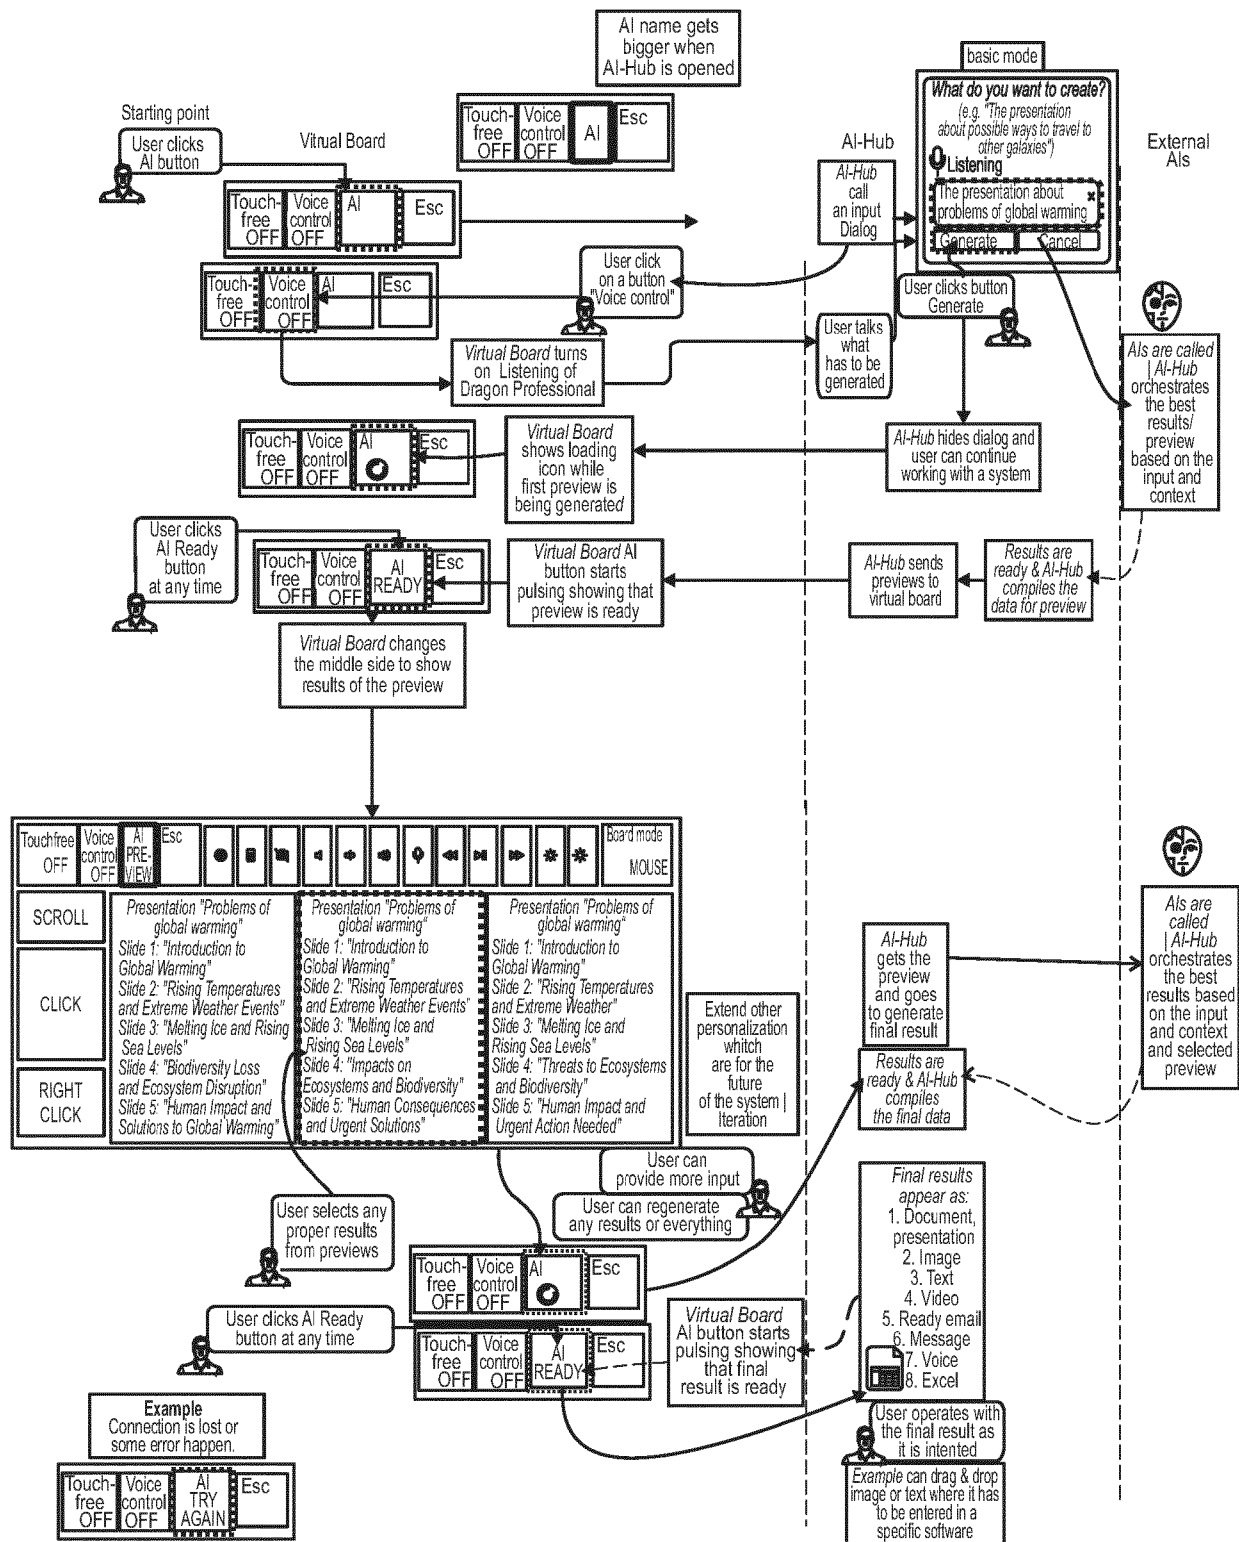 AI name gets
bigger when
AI-Hub is opened
Touch-
free
OFF
Voice
control
OFF
AI
Esc
basic mode
What do you want to create?
(e.g. "The presentation
about possible ways to travel to
other galaxies")
Listening
The presentation about
problems of global warming
×
Generate
Cancel
Starting point
User clicks
AI button
Vitrual Board
AI-Hub
External
AIs
Touch-
free
OFF
Voice
control
OFF
AI
Esc
AI-Hub
call
an input
Dialog
Touch-
free
OFF
Voice
control
OFF
AI
Esc
User click
on a button
"Voice control"
User clicks button
Generate
Virtual Board turns
on Listening of
Dragon Professional
User talks
what
has to be
generated
AIs are called
| AI-Hub
orchestrates
the best
results/
preview
based on the
input and
context
Touch-
free
OFF
Voice
control
OFF
AI
Esc
Virtual Board
shows loading
icon while
first preview is
being generated
AI-Hub hides dialog and
user can continue
working with a system
User clicks
AI Ready
button
at any time
Touch-
free
OFF
Voice
control
OFF
AI
READY
Esc
Virtual Board AI
button starts
pulsing showing that
preview is ready
AI-Hub sends
previews to
virtual board
Results are
ready & AI-Hub
compiles the
data for preview
Virtual Board changes
the middle side to show
results of the preview
Touchfree
OFF
Voice
control
OFF
AI
PRE-
VIEW
Esc
Board mode
MOUSE
SCROLL
CLICK
RIGHT
CLICK
Presentation "Problems of
global warming"
Slide 1: "Introduction to
Global Warming"
Slide 2: "Rising Temperatures
and Extreme Weather Events"
Slide 3: "Melting Ice and Rising
Sea Levels"
Slide 4: "Biodiversity Loss
and Ecosystem Disruption"
Slide 5: "Human Impact and
Solutions to Global Warming"
Presentation "Problems of
global warming"
Slide 1: "Introduction to
Global Warming"
Slide 2: "Rising Temperatures
and Extreme Weather Events"
Slide 3: "Melting Ice and
Rising Sea Levels"
Slide 4: "Impacts on
Ecosystems and Biodiversity"
Slide 5: "Human Consequences
and Urgent Solutions"
Presentation "Problems of
global warming"
Slide 1: "Introduction to
Global Warming"
Slide 2: "Rising Temperatures
and Extreme Weather"
Slide 3: "Melting Ice and
Rising Sea Levels"
Slide 4: "Threats to Ecosystems
and Biodiversity"
Slide 5: "Human Impact and
Urgent Action Needed"
Extend other
personalization
whitch
are for the
future
of the system |
Iteration
AI-Hub
gets the
preview
and goes
to generate
final result
AIs are
called
| AI-Hub
orchestrates
the best
results based
on the input
and context
and selected
preview
Results are
ready & AI-Hub
compiles
the final data
User can
provide more input
User can regenerate
any results or everything
User selects any
proper results
from previews
Touch-
free
OFF
Voice
control
OFF
AI
Esc
Final results
appear as:
1. Document,
presentation
2. Image
3. Text
4. Video
5. Ready email
6. Message
7. Voice
8. Excel
User clicks AI Ready
button at any time
Touch-
free
OFF
Voice
control
OFF
AI
READY
Esc
Virtual Board
AI button starts
pulsing showing
that final
result is ready
Example
Connection is lost or
some error happen.
Touch-
free
OFF
Voice
control
OFF
AI
TRY
AGAIN
Esc
User operates with
the final result as
it is intented
Example can drag & drop
image or text where it has
to be entered in a
specific software